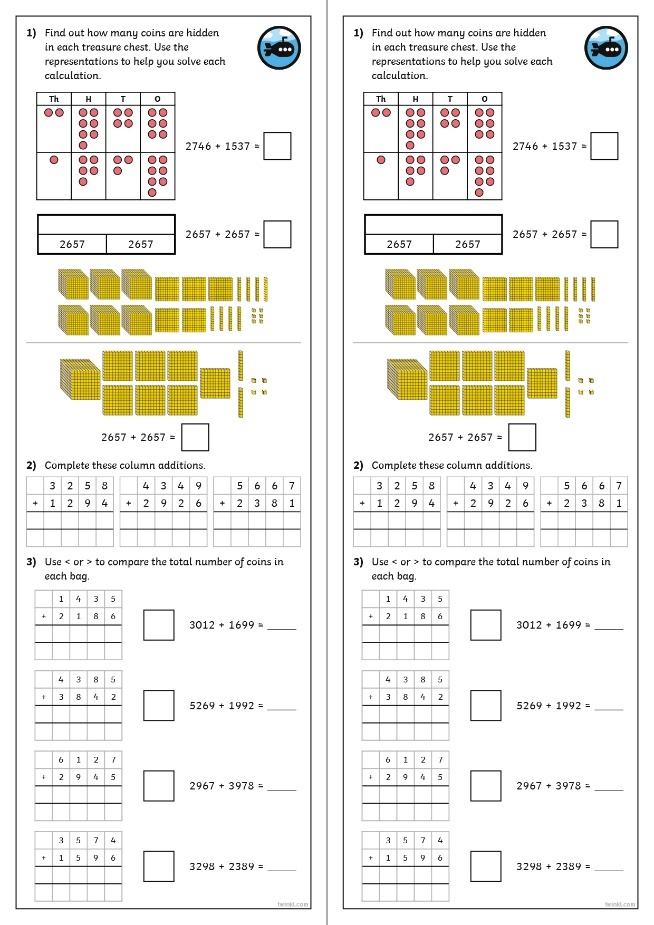 1) Find out how many coins are hidden
in each treasure chest. Use the
representations to help you solve each
calculation.
Th H T O
2746 + 1537 =
2657 2657
2657 + 2657 =
2657 + 2657 =
2) Complete these column additions.
3 2 5 8
+ 1 2 9 4
4 3 4 9
+ 2 9 2 6
5 6 6 7
+ 2 3 8 1
3) Use < or > to compare the total number of coins in
each bag.
1 4 3 5
+ 2 1 8 6
3012 + 1699 = _____
4 3 8 5
+ 3 8 4 2
5269 + 1992 = _____
6 1 2 7
+ 2 9 4 5
2967 + 3978 = _____
3 5 7 4
+ 1 5 9 6
3298 + 2389 = _____
twinkl.com
1) Find out how many coins are hidden
in each treasure chest. Use the
representations to help you solve each
calculation.
Th H T O
2746 + 1537 =
2657 2657
2657 + 2657 =
2657 + 2657 =
2) Complete these column additions.
3 2 5 8
+ 1 2 9 4
4 3 4 9
+ 2 9 2 6
5 6 6 7
+ 2 3 8 1
3) Use < or > to compare the total number of coins in
each bag.
1 4 3 5
+ 2 1 8 6
3012 + 1699 = _____
4 3 8 5
+ 3 8 4 2
5269 + 1992 = _____
6 1 2 7
+ 2 9 4 5
2967 + 3978 = _____
3 5 7 4
+ 1 5 9 6
3298 + 2389 = _____
twinkl.com